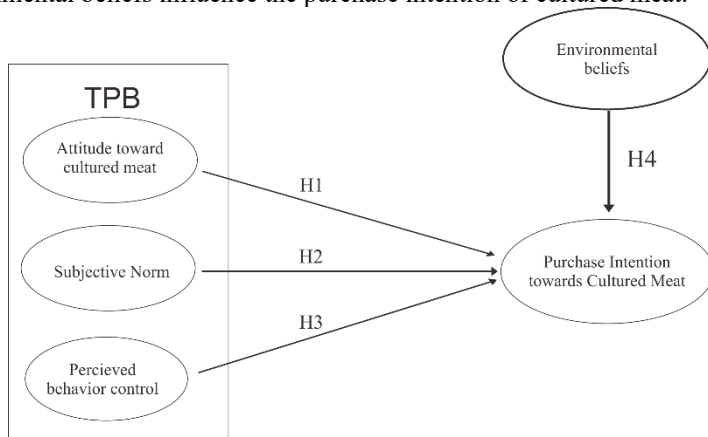 mental beliefs influence the purchase intention of cultured meat.
Environmental
beliefs
TPB
Attitude toward
cultured meat
H4
H1
Subjective Norm
H2
Purchase Intention
towards Cultured Meat
H3
Percieved
behavior control